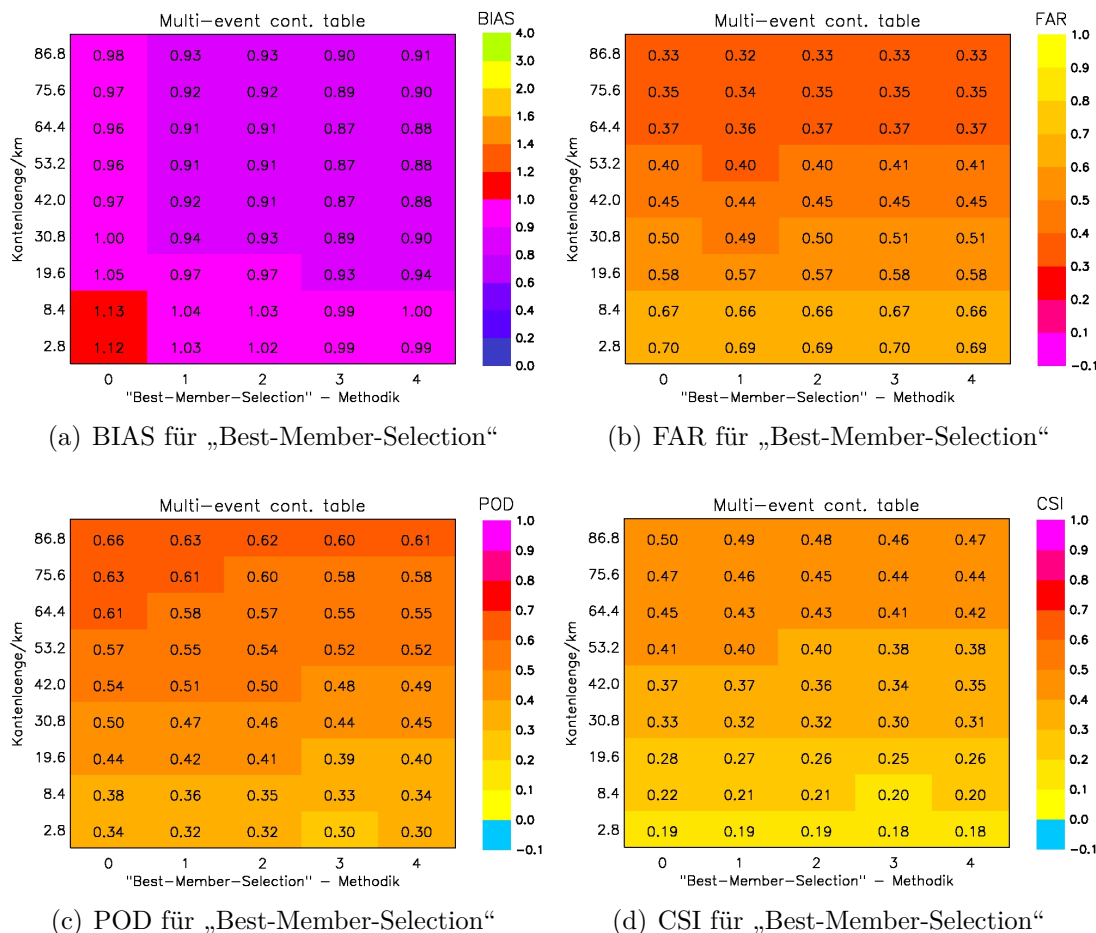 Multi-event cont. table BIAS
86.8 0.98 0.93 0.93 0.90 0.91
75.6 0.97 0.92 0.92 0.89 0.90
64.4 0.96 0.91 0.91 0.87 0.88
53.2 0.96 0.91 0.91 0.87 0.88
42.0 0.97 0.92 0.91 0.87 0.88
30.8 1.00 0.94 0.93 0.89 0.90
19.6 1.05 0.97 0.97 0.93 0.94
8.4 1.13 1.04 1.03 0.99 1.00
2.8 1.12 1.03 1.02 0.99 0.99
Kantenlaenge/km
0 1 2 3 4
"Best-Member-Selection" - Methodik
4.0
3.0
2.0
1.6
1.4
1.2
1.0
0.9
0.8
0.6
0.4
0.2
0.0
(a) BIAS für „Best-Member-Selection“
Multi-event cont. table FAR
86.8 0.33 0.32 0.33 0.33 0.33
75.6 0.35 0.34 0.35 0.35 0.35
64.4 0.37 0.36 0.37 0.37 0.37
53.2 0.40 0.40 0.40 0.41 0.41
42.0 0.45 0.44 0.45 0.45 0.45
30.8 0.50 0.49 0.50 0.51 0.51
19.6 0.58 0.57 0.57 0.58 0.58
8.4 0.67 0.66 0.66 0.67 0.66
2.8 0.70 0.69 0.69 0.70 0.69
Kantenlaenge/km
0 1 2 3 4
"Best-Member-Selection" - Methodik
1.0
0.9
0.8
0.7
0.6
0.5
0.4
0.3
0.2
0.1
-0.1
(b) FAR für „Best-Member-Selection“
Multi-event cont. table POD
86.8 0.66 0.63 0.62 0.60 0.61
75.6 0.63 0.61 0.60 0.58 0.58
64.4 0.61 0.58 0.57 0.55 0.55
53.2 0.57 0.55 0.54 0.52 0.52
42.0 0.54 0.51 0.50 0.48 0.49
30.8 0.50 0.47 0.46 0.44 0.45
19.6 0.44 0.42 0.41 0.39 0.40
8.4 0.38 0.36 0.35 0.33 0.34
2.8 0.34 0.32 0.32 0.30 0.30
Kantenlaenge/km
0 1 2 3 4
"Best-Member-Selection" - Methodik
1.0
0.9
0.8
0.7
0.6
0.5
0.4
0.3
0.2
0.1
0.0
-0.1
(c) POD für „Best-Member-Selection“
Multi-event cont. table CSI
86.8 0.50 0.49 0.48 0.46 0.47
75.6 0.47 0.46 0.45 0.44 0.44
64.4 0.45 0.43 0.43 0.41 0.42
53.2 0.41 0.40 0.40 0.38 0.38
42.0 0.37 0.37 0.36 0.34 0.35
30.8 0.33 0.32 0.32 0.30 0.31
19.6 0.28 0.27 0.26 0.25 0.26
8.4 0.22 0.21 0.21 0.20 0.20
2.8 0.19 0.19 0.19 0.18 0.18
Kantenlaenge/km
0 1 2 3 4
"Best-Member-Selection" - Methodik
1.0
0.9
0.8
0.7
0.6
0.5
0.4
0.3
0.2
0.1
0.0
-0.1
(d) CSI für „Best-Member-Selection“